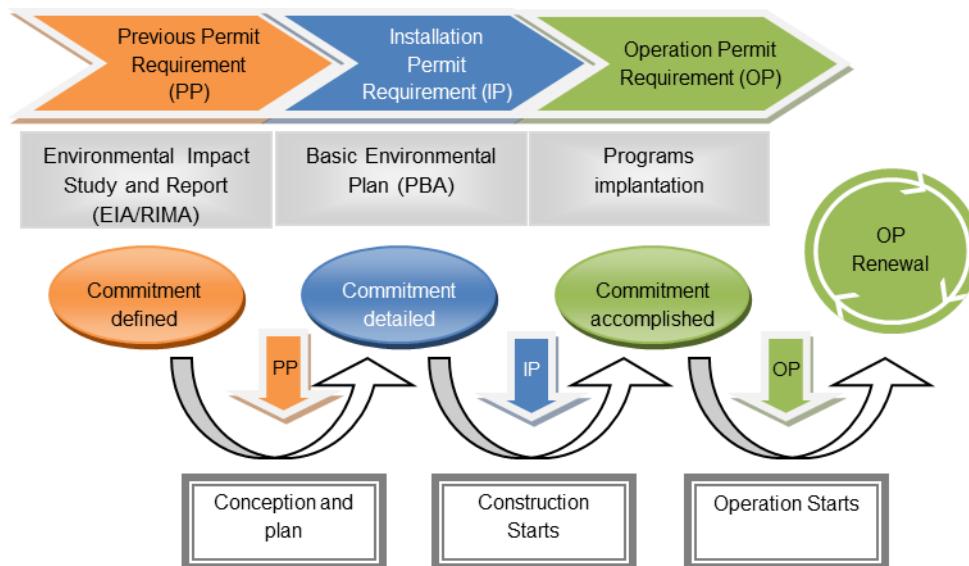 Previous Permit
Requirement
(PP)
Installation
Permit
Requirement (IP)
Operation Permit
Requirement (OP)
Environmental Impact
Study and Report
(EIA/RIMA)
Basic Environmental
Plan (PBA)
Programs
implantation
OP
Renewal
Commitment
defined
Commitment
detailed
Commitment
accomplished
PP
IP
OP
Conception and
plan
Construction
Starts
Operation Starts